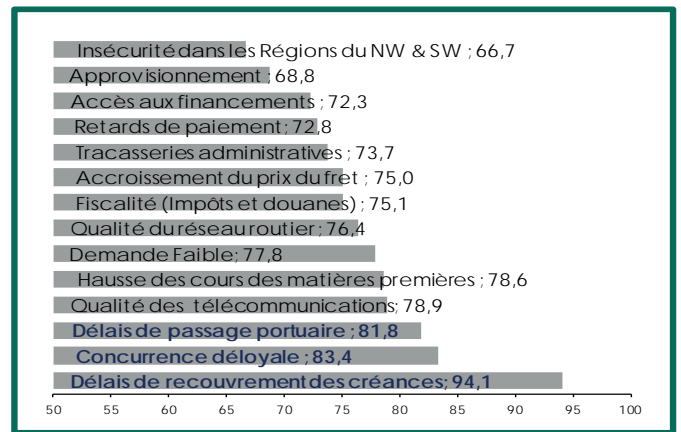 Insécurité dans les Régions du NW & SW ; 66,7
Approvisionnement ; 68,8
Accès aux financements ; 72,3
Retards de paiement ; 72,8
Tracasseries administratives ; 73,7
Accroissement du prix du fret ; 75,0
Fiscalité (Impôts et douanes) ; 75,1
Qualité du réseau routier ; 76,4
Demande Faible; 77,8
Hausse des cours des matières premières ; 78,6
Qualité des télécommunications; 78,9
Délais de passage portuaire ; 81,8
Concurrence déloyale ; 83,4
Délais de recouvrement des créances; 94,1
50 55 60 65 70 75 80 85 90 95 100